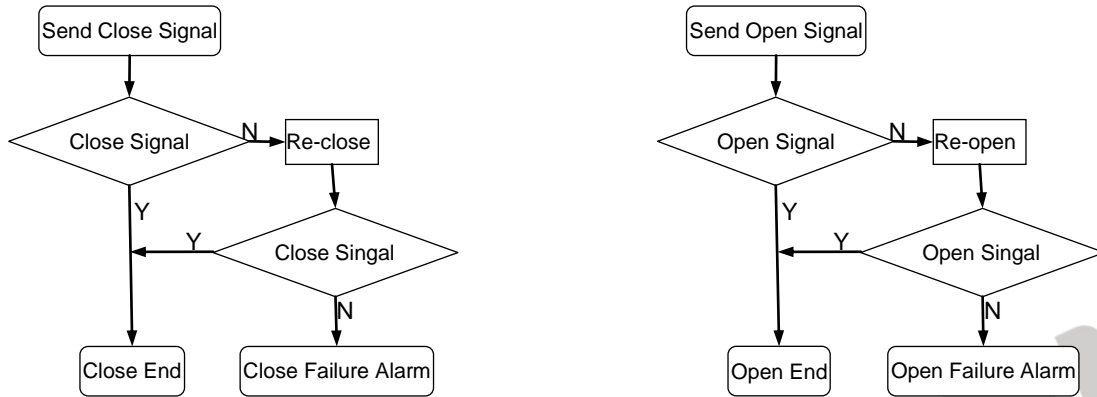 Send Close Signal
Close Signal
N
Re-close
Y
Y
Close Singal
N
Close End
Close Failure Alarm
Send Open Signal
Open Signal
N
Re-open
Y
Y
Open Singal
N
Open End
Open Failure Alarm